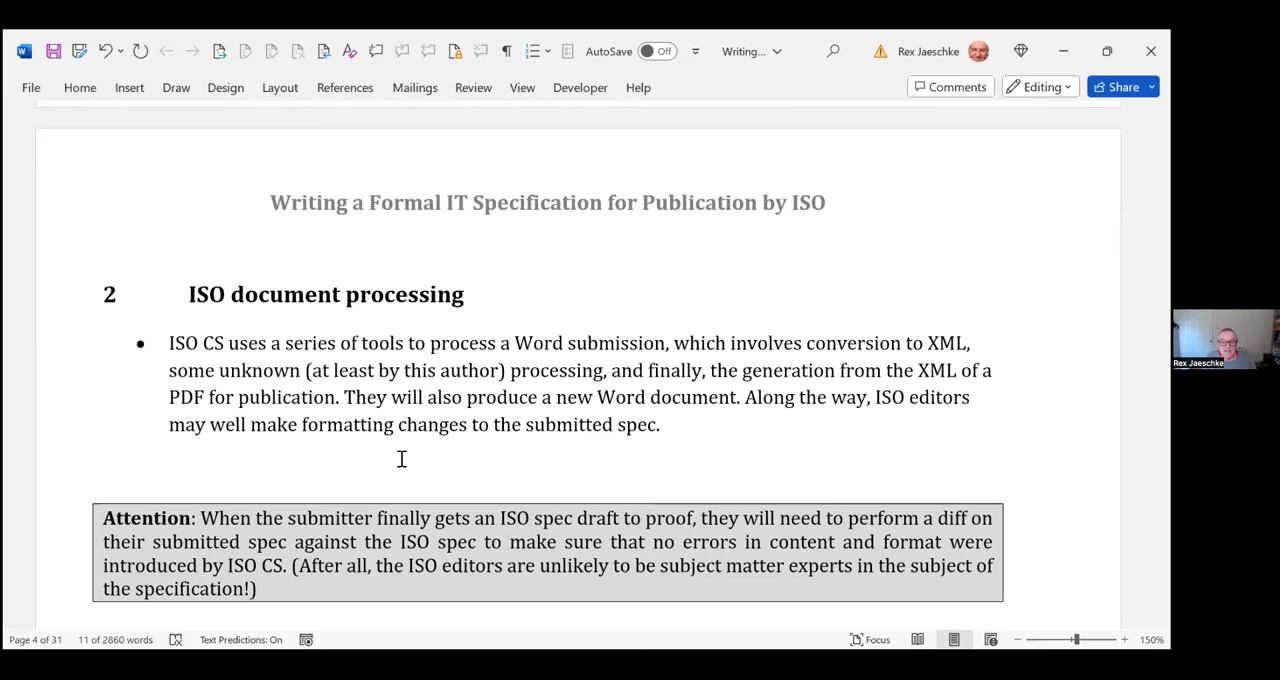 AutoSave Off Writing... Rex Jaeschke
File Home Insert Draw Design Layout References Mailings Review View Developer Help Comments Editing Share
Writing a Formal IT Specification for Publication by ISO
2 ISO document processing
• ISO CS uses a series of tools to process a Word submission, which involves conversion to XML,
some unknown (at least by this author) processing, and finally, the generation from the XML of a
PDF for publication. They will also produce a new Word document. Along the way, ISO editors
may well make formatting changes to the submitted spec.
Rex Jaeschke
Attention: When the submitter finally gets an ISO spec draft to proof, they will need to perform a diff on
their submitted spec against the ISO spec to make sure that no errors in content and format were
introduced by ISO CS. (After all, the ISO editors are unlikely to be subject matter experts in the subject of
the specification!)
Page 4 of 31 11 of 2860 words Text Predictions: On Focus 150%